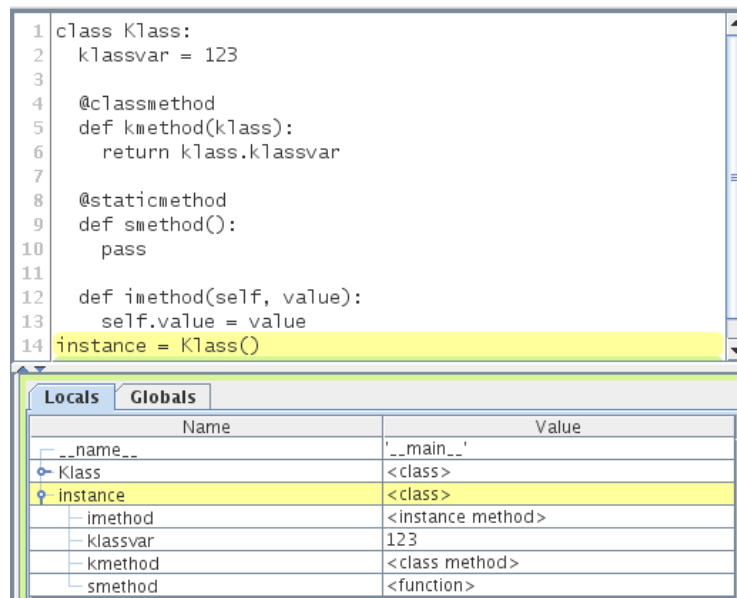 1 class Klass:
2   klassvar = 123
3
4   @classmethod
5   def kmethod(klass):
6     return klass.klassvar
7
8   @staticmethod
9   def smethod():
10     pass
11
12   def imethod(self, value):
13     self.value = value
14 instance = Klass()
Locals Globals
Name Value
__name__ '__main__'
Klass <class>
instance <class>
imethod <instance method>
klassvar 123
kmethod <class method>
smethod <function>